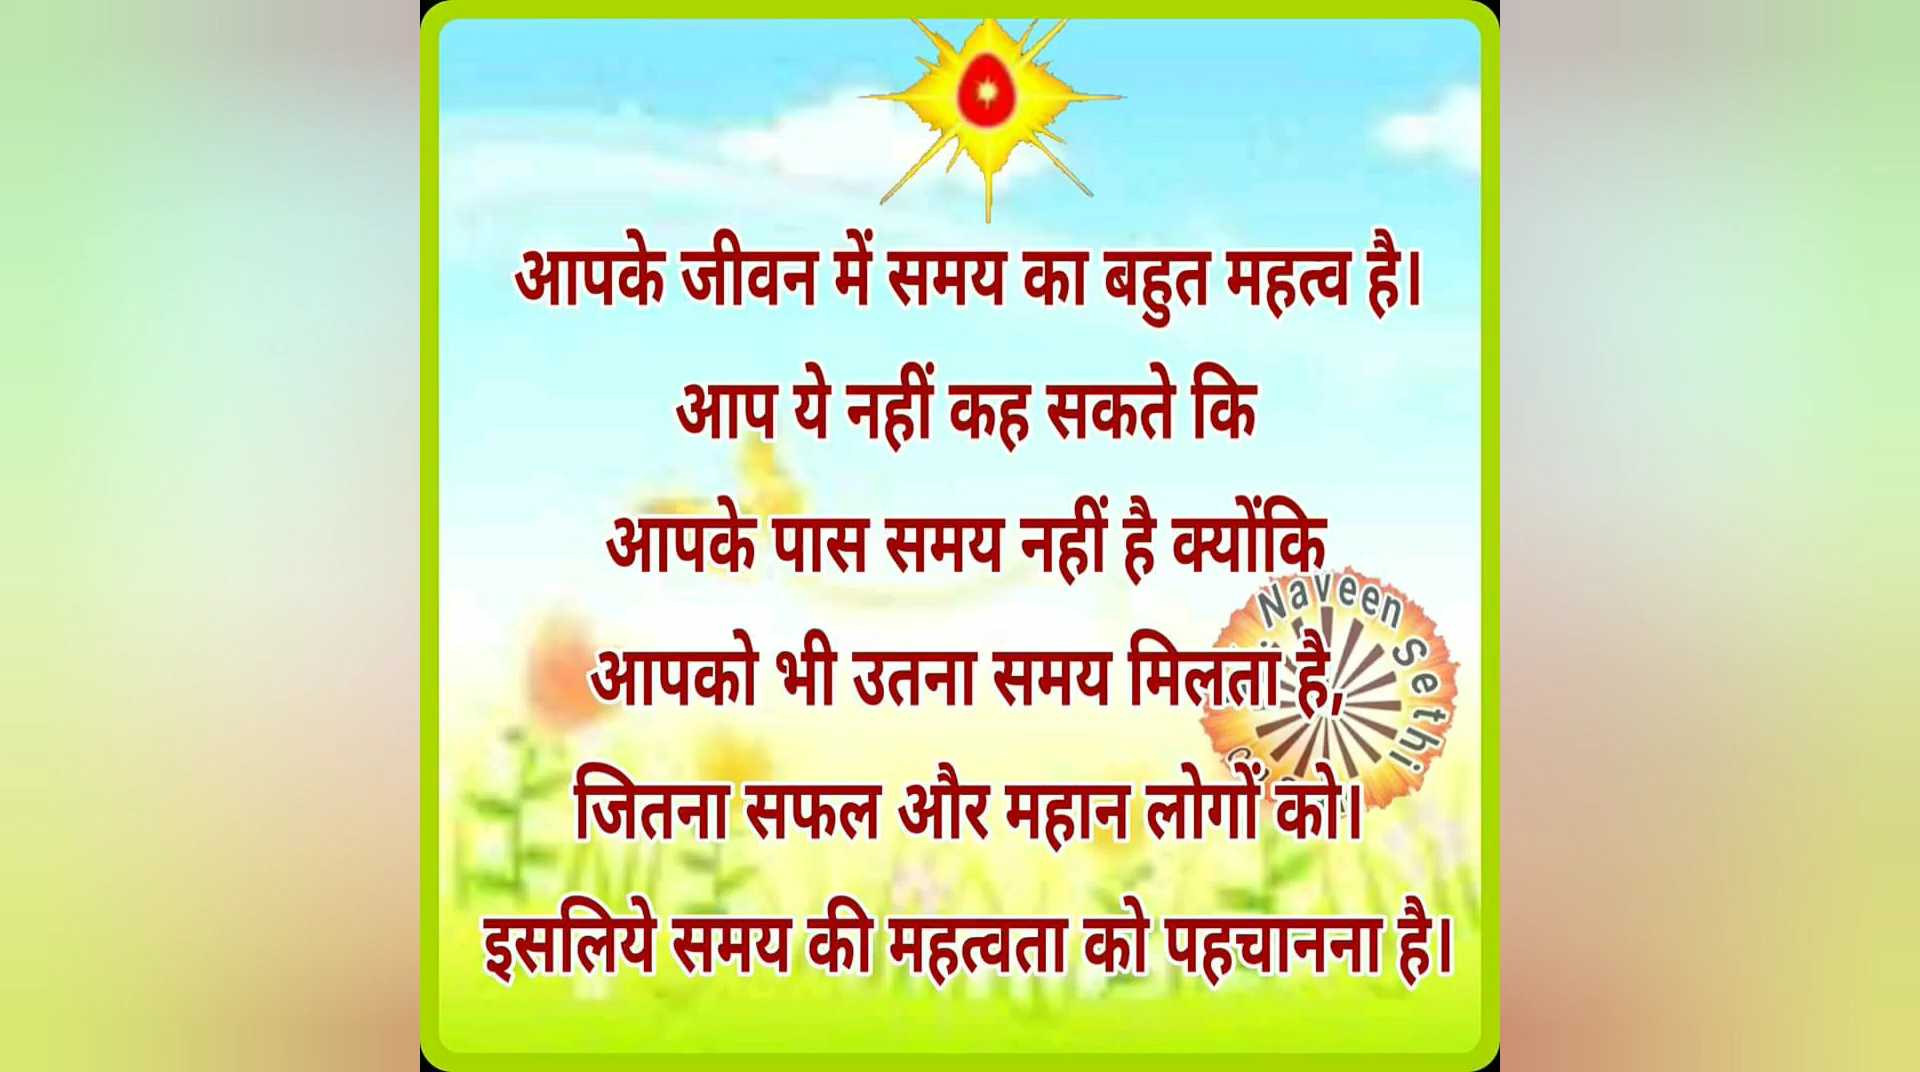 आपके जीवन में समय का बहुत महत्व है।
आप ये नहीं कह सकते कि
आपके पास समय नहीं है क्योंकि
Naveen Sethi
आपको भी उतना समय मिलता है,
जितना सफल और महान लोगों को।
इसलिये समय की महत्वता को पहचानना है।